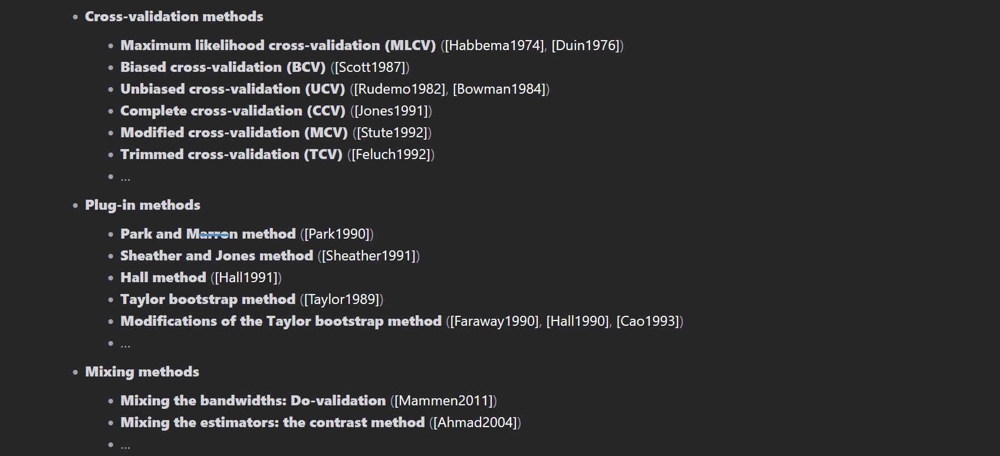 Cross-validation methods
Maximum likelihood cross-validation (MLCV) ([Habbema1974], [Duin1976])
Biased cross-validation (BCV) ([Scott1987])
Unbiased cross-validation (UCV) ([Rudemo1982], [Bowman1984])
Complete cross-validation (CCV) ([Jones1991])
Modified cross-validation (MCV) ([Stute1992])
Trimmed cross-validation (TCV) ([Feluch1992])
...
Plug-in methods
Park and Marron method ([Park1990])
Sheather and Jones method ([Sheather1991])
Hall method ([Hall1991])
Taylor bootstrap method ([Taylor1989])
Modifications of the Taylor bootstrap method ([Faraway1990], [Hall1990], [Cao1993])
...
Mixing methods
Mixing the bandwidths: Do-validation ([Mammen2011])
Mixing the estimators: the contrast method ([Ahmad2004])
...